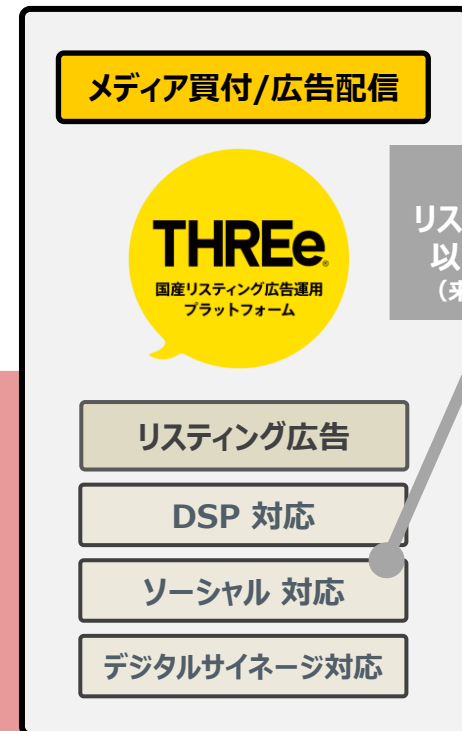 メディア買付/広告配信
THREe®
国産リスティング広告運用
プラットフォーム
リス
以
（来
リスティング広告
DSP 対応
ソーシャル 対応
デジタルサイネージ対応